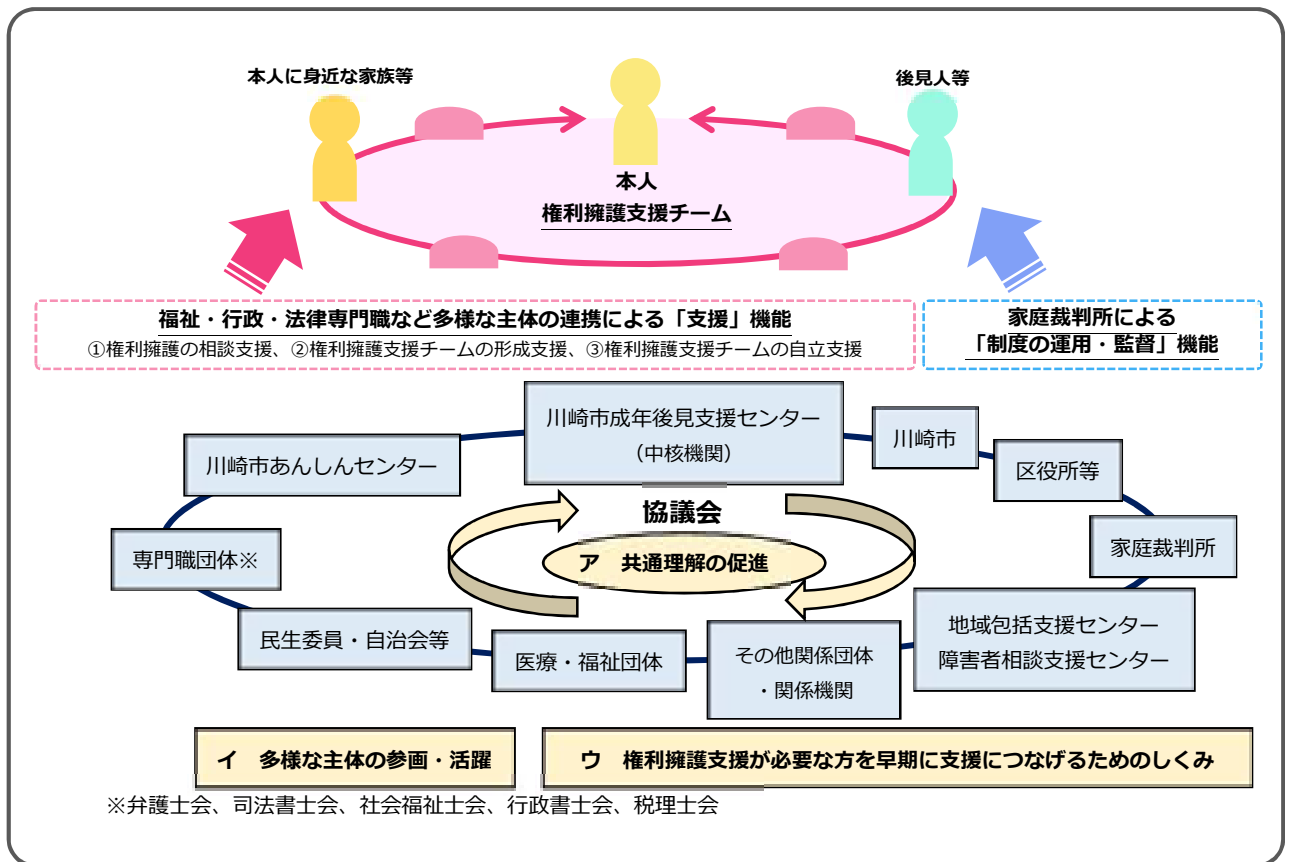 本人に身近な家族等
後見人等
本人
権利擁護支援チーム
福祉・行政・法律専門職など多様な主体の連携による「支援」機能
①権利擁護の相談支援、②権利擁護支援チームの形成支援、③権利擁護支援チームの自立支援
家庭裁判所による
「制度の運用・監督」機能
川崎市成年後見支援センター
（中核機関）
川崎市
川崎市あんしんセンター
区役所等
協議会
家庭裁判所
専門職団体※
ア　共通理解の促進
民生委員・自治会等
医療・福祉団体
その他関係団体
・関係機関
地域包括支援センター
障害者相談支援センター
イ　多様な主体の参画・活躍
ウ　権利擁護支援が必要な方を早期に支援につなげるためのしくみ
※弁護士会、司法書士会、社会福祉士会、行政書士会、税理士会